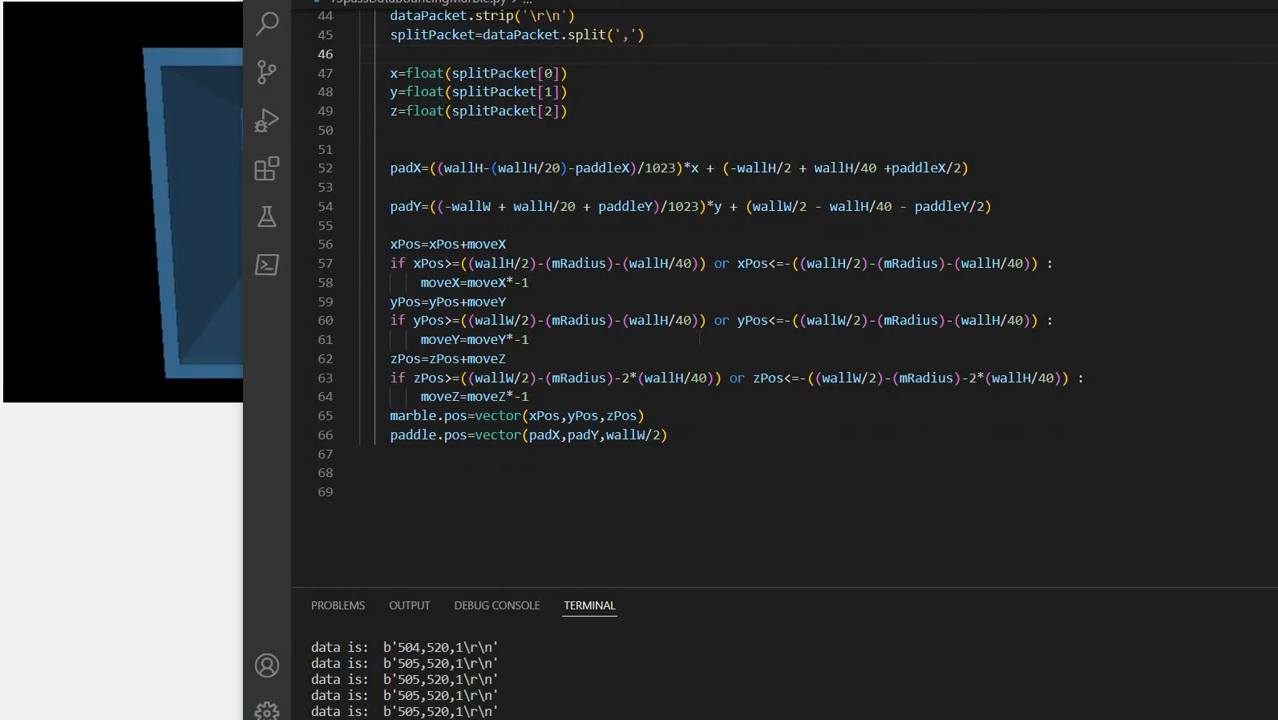 44 dataPacket.strip('\r\n')
45 splitPacket=dataPacket.split(',')
46
47 x=float(splitPacket[0])
48 y=float(splitPacket[1])
49 z=float(splitPacket[2])
50
51
52 padX=((wallH-(wallH/20)-paddleX)/1023)*x + (-wallH/2 + wallH/40 +paddleX/2)
53
54 padY=((-wallW + wallH/20 + paddleY)/1023)*y + (wallW/2 - wallH/40 - paddleY/2)
55
56 xPos=xPos+moveX
57 if xPos>=((wallH/2)-(mRadius)-(wallH/40)) or xPos<=-((wallH/2)-(mRadius)-(wallH/40)) :
58 moveX=moveX*-1
59 yPos=yPos+moveY
60 if yPos>=((wallW/2)-(mRadius)-(wallH/40)) or yPos<=-((wallW/2)-(mRadius)-(wallH/40)) :
61 moveY=moveY*-1
62 zPos=zPos+moveZ
63 if zPos>=((wallW/2)-(mRadius)-2*(wallH/40)) or zPos<=-((wallW/2)-(mRadius)-2*(wallH/40)) :
64 moveZ=moveZ*-1
65 marble.pos=vector(xPos,yPos,zPos)
66 paddle.pos=vector(padX,padY,wallW/2)
67
68
69
PROBLEMS OUTPUT DEBUG CONSOLE TERMINAL
data is: b'504,520,1\r\n'
data is: b'505,520,1\r\n'
data is: b'505,520,1\r\n'
data is: b'505,520,1\r\n'
data is: b'505,520,1\r\n'